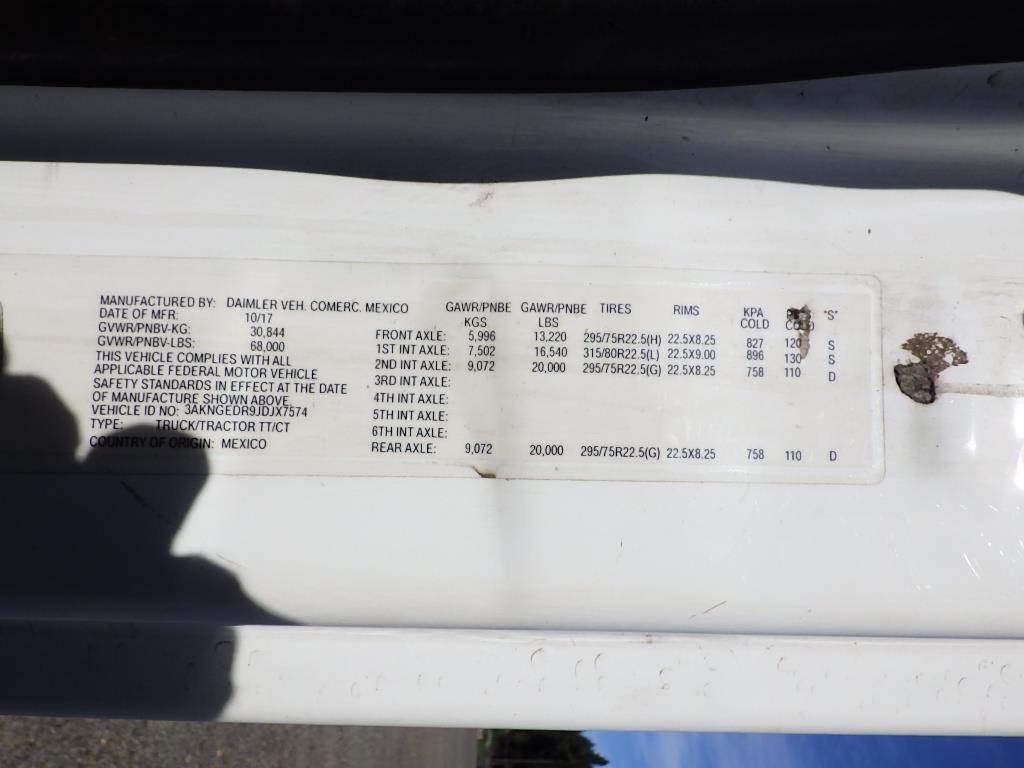 MANUFACTURED BY: DAIMLER VEH. COMERC. MEXICO
DATE OF MFR: 10/17
GVWR/PNBV-KG: 30,844
GVWR/PNBV-LBS: 68,000
THIS VEHICLE COMPLIES WITH ALL
APPLICABLE FEDERAL MOTOR VEHICLE
SAFETY STANDARDS IN EFFECT AT THE DATE
OF MANUFACTURE SHOWN ABOVE.
VEHICLE ID NO: 3AKNGEDR9JDJX7574
TYPE: TRUCK/TRACTOR TT/CT
COUNTRY OF ORIGIN: MEXICO
GAWR/PNBE GAWR/PNBE TIRES RIMS KPA "S"
KGS LBS COLD COLD
FRONT AXLE: 5,996 13,220 295/75R22.5(H) 22.5X8.25 827 120 S
1ST INT AXLE: 7,502 16,540 315/80R22.5(L) 22.5X9.00 896 130 S
2ND INT AXLE: 9,072 20,000 295/75R22.5(G) 22.5X8.25 758 110 D
3RD INT AXLE:
4TH INT AXLE:
5TH INT AXLE:
6TH INT AXLE:
REAR AXLE: 9,072 20,000 295/75R22.5(G) 22.5X8.25 758 110 D